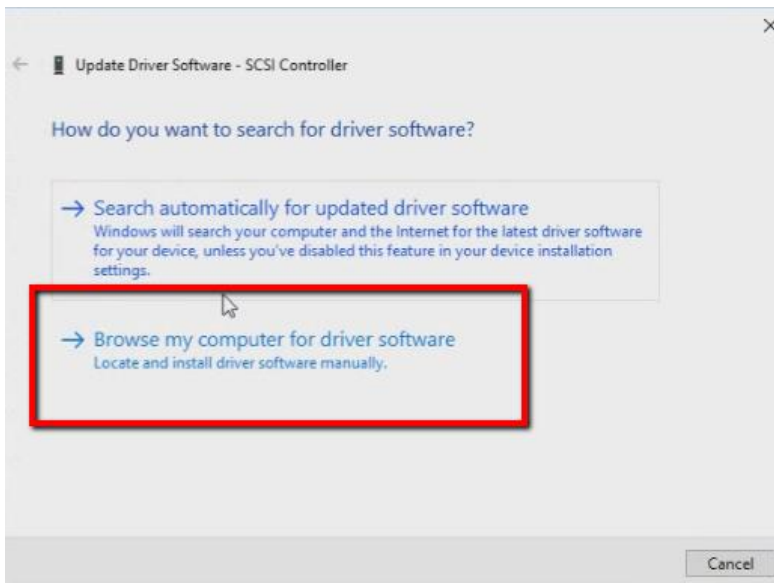 Update Driver Software - SCSI Controller
How do you want to search for driver software?
Search automatically for updated driver software
Windows will search your computer and the Internet for the latest driver software
for your device, unless you've disabled this feature in your device installation
settings.
Browse my computer for driver software
Locate and install driver software manually.
Cancel